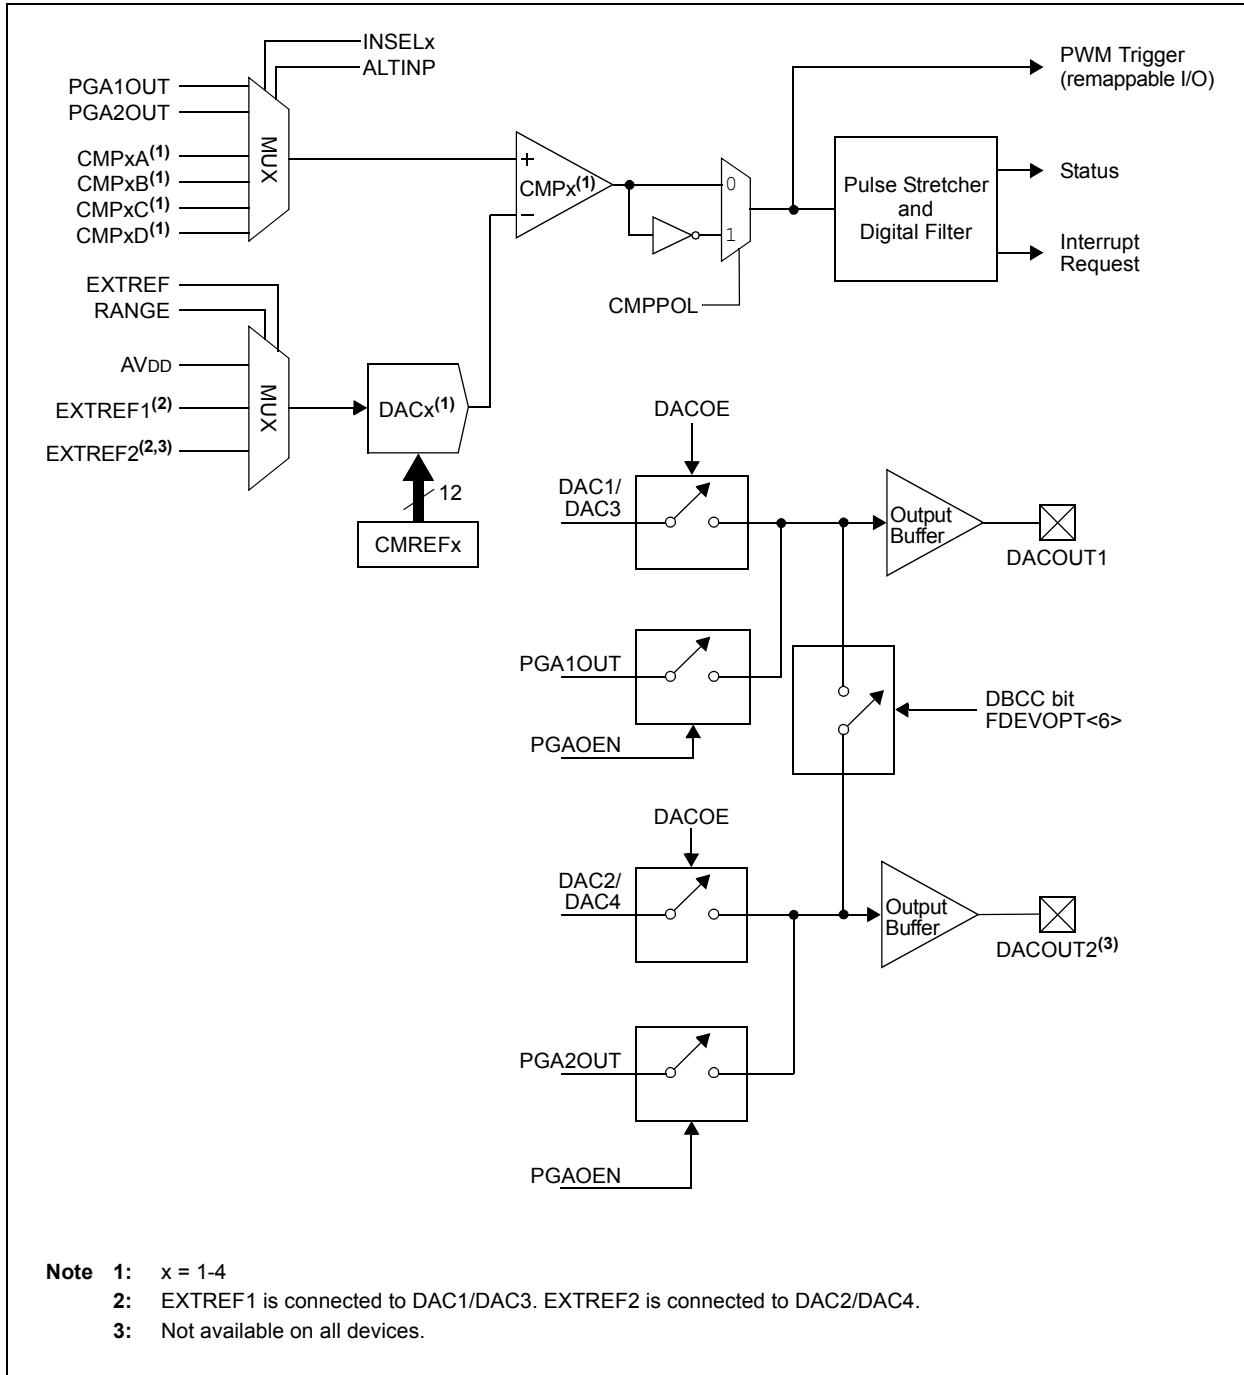 INSELx
ALTINP
PGA1OUT
PGA2OUT
CMPxA(1)
CMPxB(1)
CMPxC(1)
CMPxD(1)
MUX
+
CMPx(1)
–
0
1
CMPPOL
PWM Trigger
(remappable I/O)
Pulse Stretcher
and
Digital Filter
Status
Interrupt
Request
EXTREF
RANGE
AVDD
EXTREF1(2)
EXTREF2(2,3)
MUX
DACx(1)
12
CMREFx
DACOE
DAC1/
DAC3
Output
Buffer
DACOUT1
PGA1OUT
PGAOEN
DBCC bit
FDEVOPT<6>
DACOE
DAC2/
DAC4
Output
Buffer
DACOUT2(3)
PGA2OUT
PGAOEN
Note 1: x = 1-4
2: EXTREF1 is connected to DAC1/DAC3. EXTREF2 is connected to DAC2/DAC4.
3: Not available on all devices.